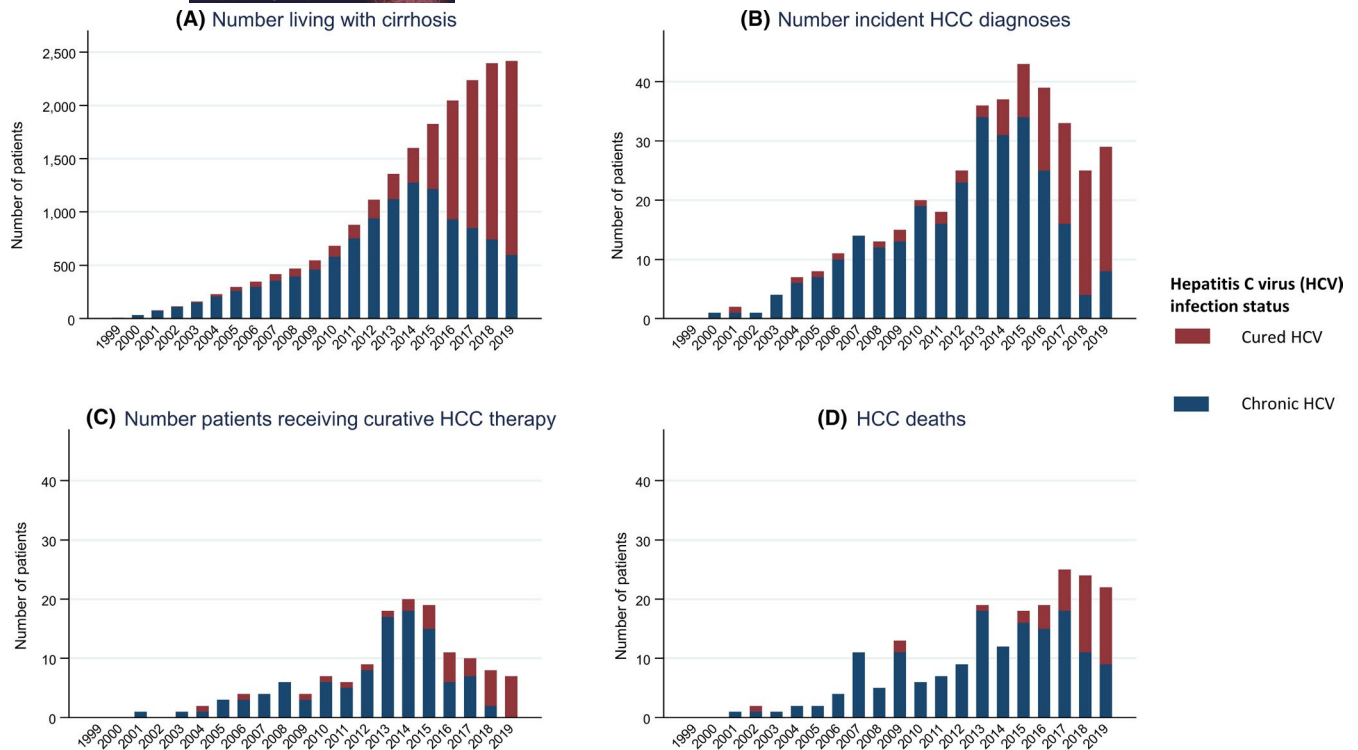 (A) Number living with cirrhosis
Number of patients
2,500
2,000
1,500
1,000
500
0
1999 2000 2001 2002 2003 2004 2005 2006 2007 2008 2009 2010 2011 2012 2013 2014 2015 2016 2017 2018 2019
(B) Number incident HCC diagnoses
Number of patients
40
30
20
10
0
1999 2000 2001 2002 2003 2004 2005 2006 2007 2008 2009 2010 2011 2012 2013 2014 2015 2016 2017 2018 2019
Hepatitis C virus (HCV)
infection status
Cured HCV
Chronic HCV
(C) Number patients receiving curative HCC therapy
Number of patients
40
30
20
10
0
1999 2000 2001 2002 2003 2004 2005 2006 2007 2008 2009 2010 2011 2012 2013 2014 2015 2016 2017 2018 2019
(D) HCC deaths
Number of patients
40
30
20
10
0
1999 2000 2001 2002 2003 2004 2005 2006 2007 2008 2009 2010 2011 2012 2013 2014 2015 2016 2017 2018 2019